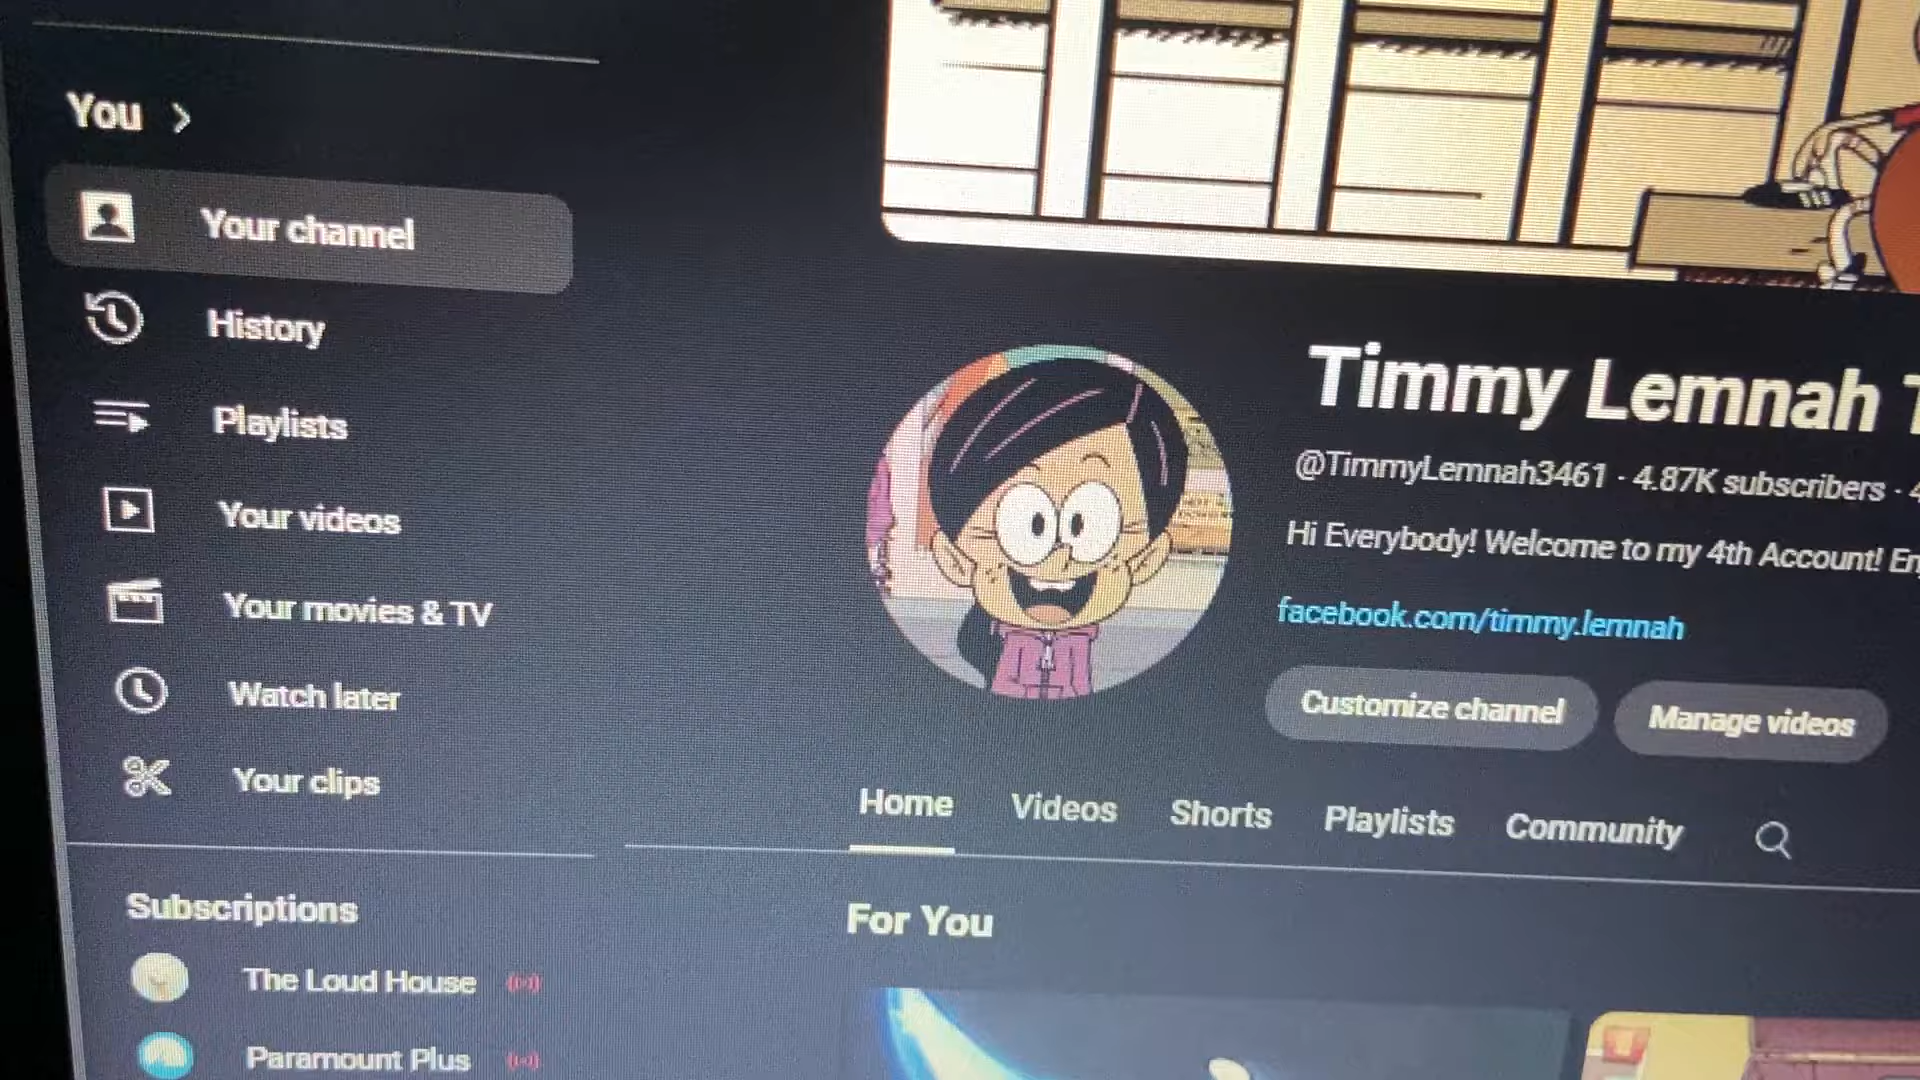 You
Your channel
History
Playlists
Your videos
Your movies & TV
Watch later
Your clips
Subscriptions
The Loud House
Paramount Plus
Timmy Lemnah
@TimmyLemnah3461 · 4.87K subscribers ·
Hi Everybody! Welcome to my 4th Account!
facebook.com/timmy.lemnah
Customize channel
Manage videos
Home
Videos
Shorts
Playlists
Community
For You